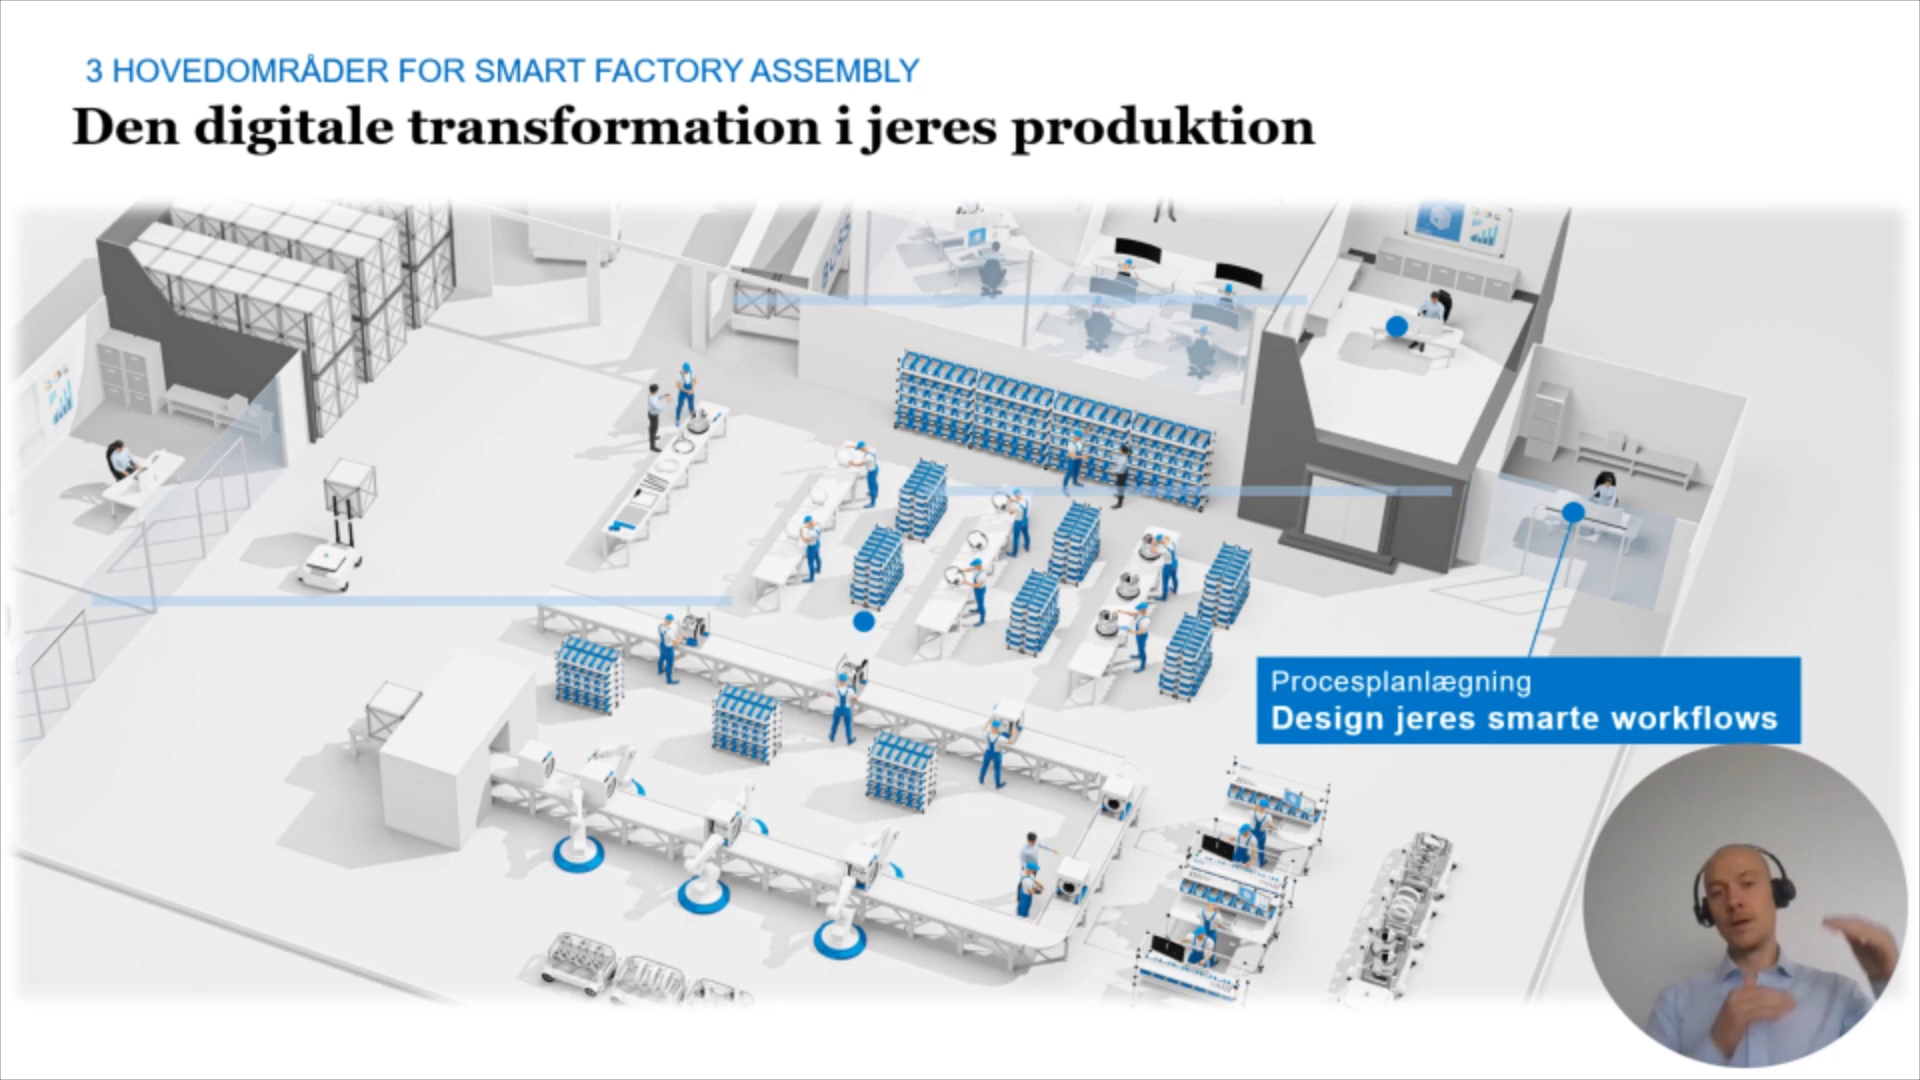 3 HOVEDOMRÅDER FOR SMART FACTORY ASSEMBLY
Den digitale transformation i jeres produktion
Procesplanlægning
Design jeres smarte workflows